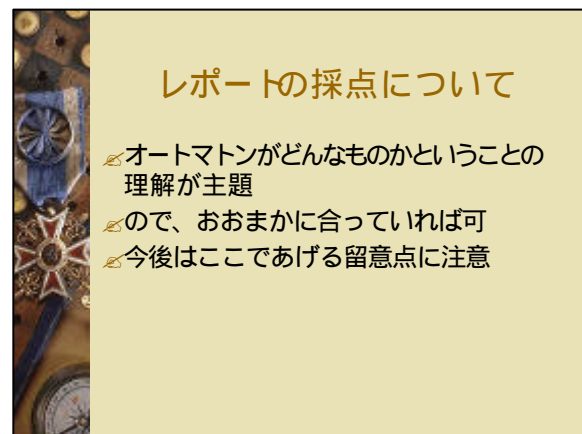 レポートの採点について
オートマトンがどんなものかということの
理解が主題
ので、おおまかに合っていれば可
今後はここであげる留意点に注意